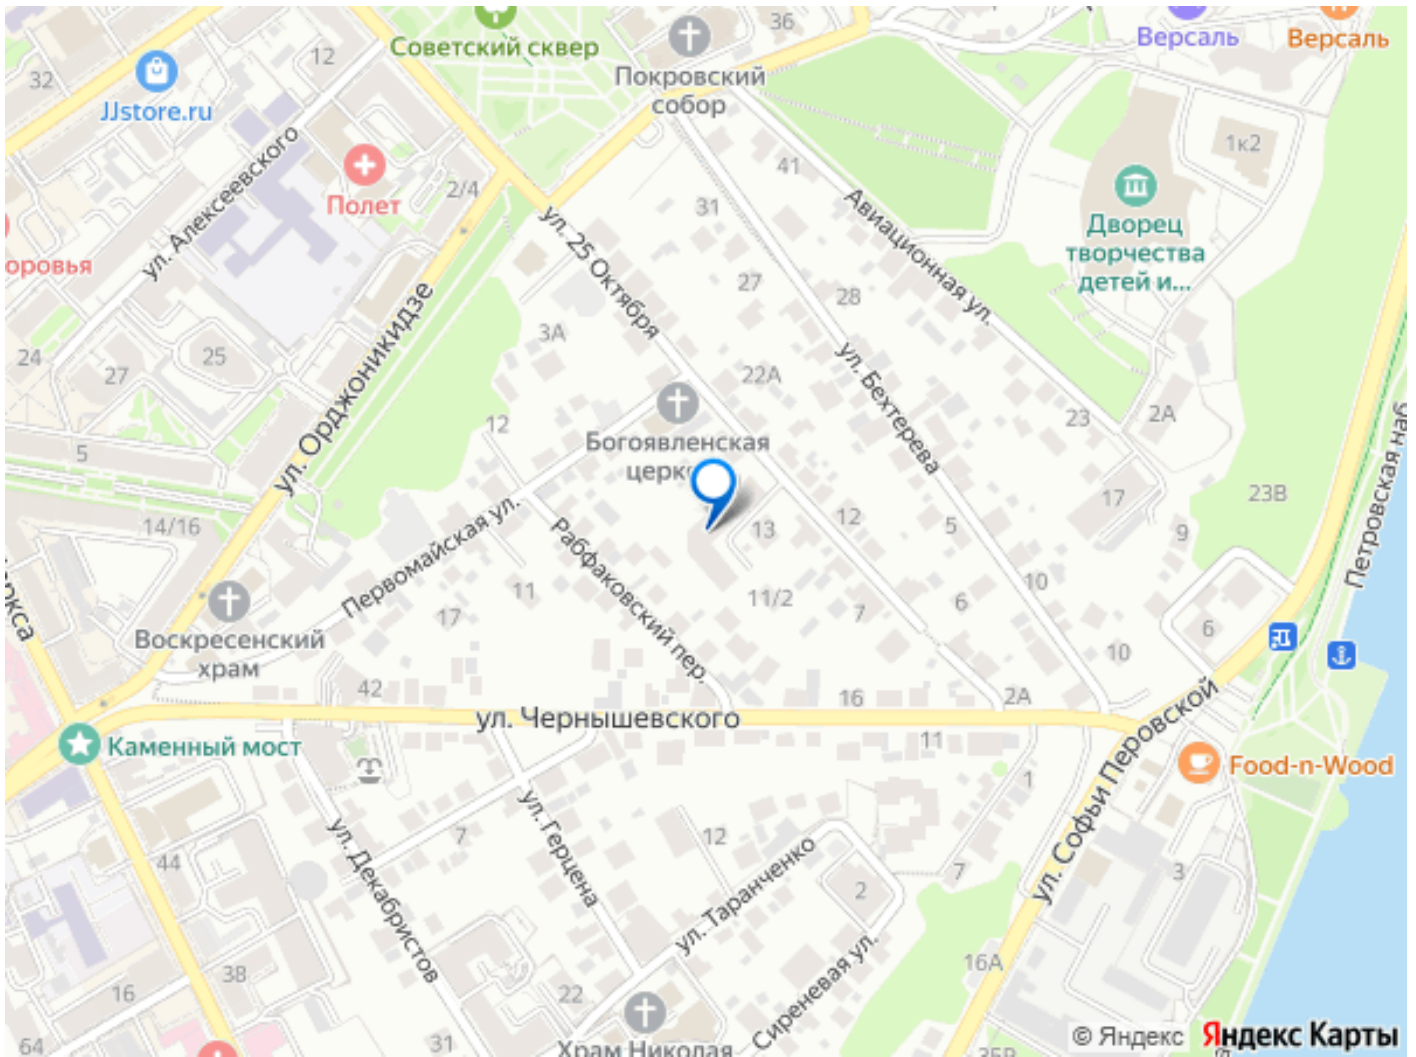 Советский сквер
36
Версаль
Версаль
12
32
JJstore.ru
Покровский
собор
1к2
41
Полет
2/4
ул. Алексеевского
31
Авиационная ул.
Дворец
творчества
детей и...
оровья
ул. 25 Октября
27
28
ул. Орджоникидзе
3А
24
25
27
22А
ул. Бехтерева
23
2А
12
Богоявленская
5
14/16
Первомайская ул.
Рабфаковский пер.
13
12
5
17
9
23В
Петровская наб
ркса
11
17
11/2
7
6
10
10
6
Воскресенский
храм
42
16
2А
ул. Чернышевского
Каменный мост
11
1
Food-n-Wood
ул. Софьи Перовской
ул. Декабристов
7
ул. Герцена
12
ул. Таранченко
2
7
3
44
Сиреневая ул.
38
16
22
16А
64
31
Храм Николая
35В
© Яндекс
Яндекс Карты